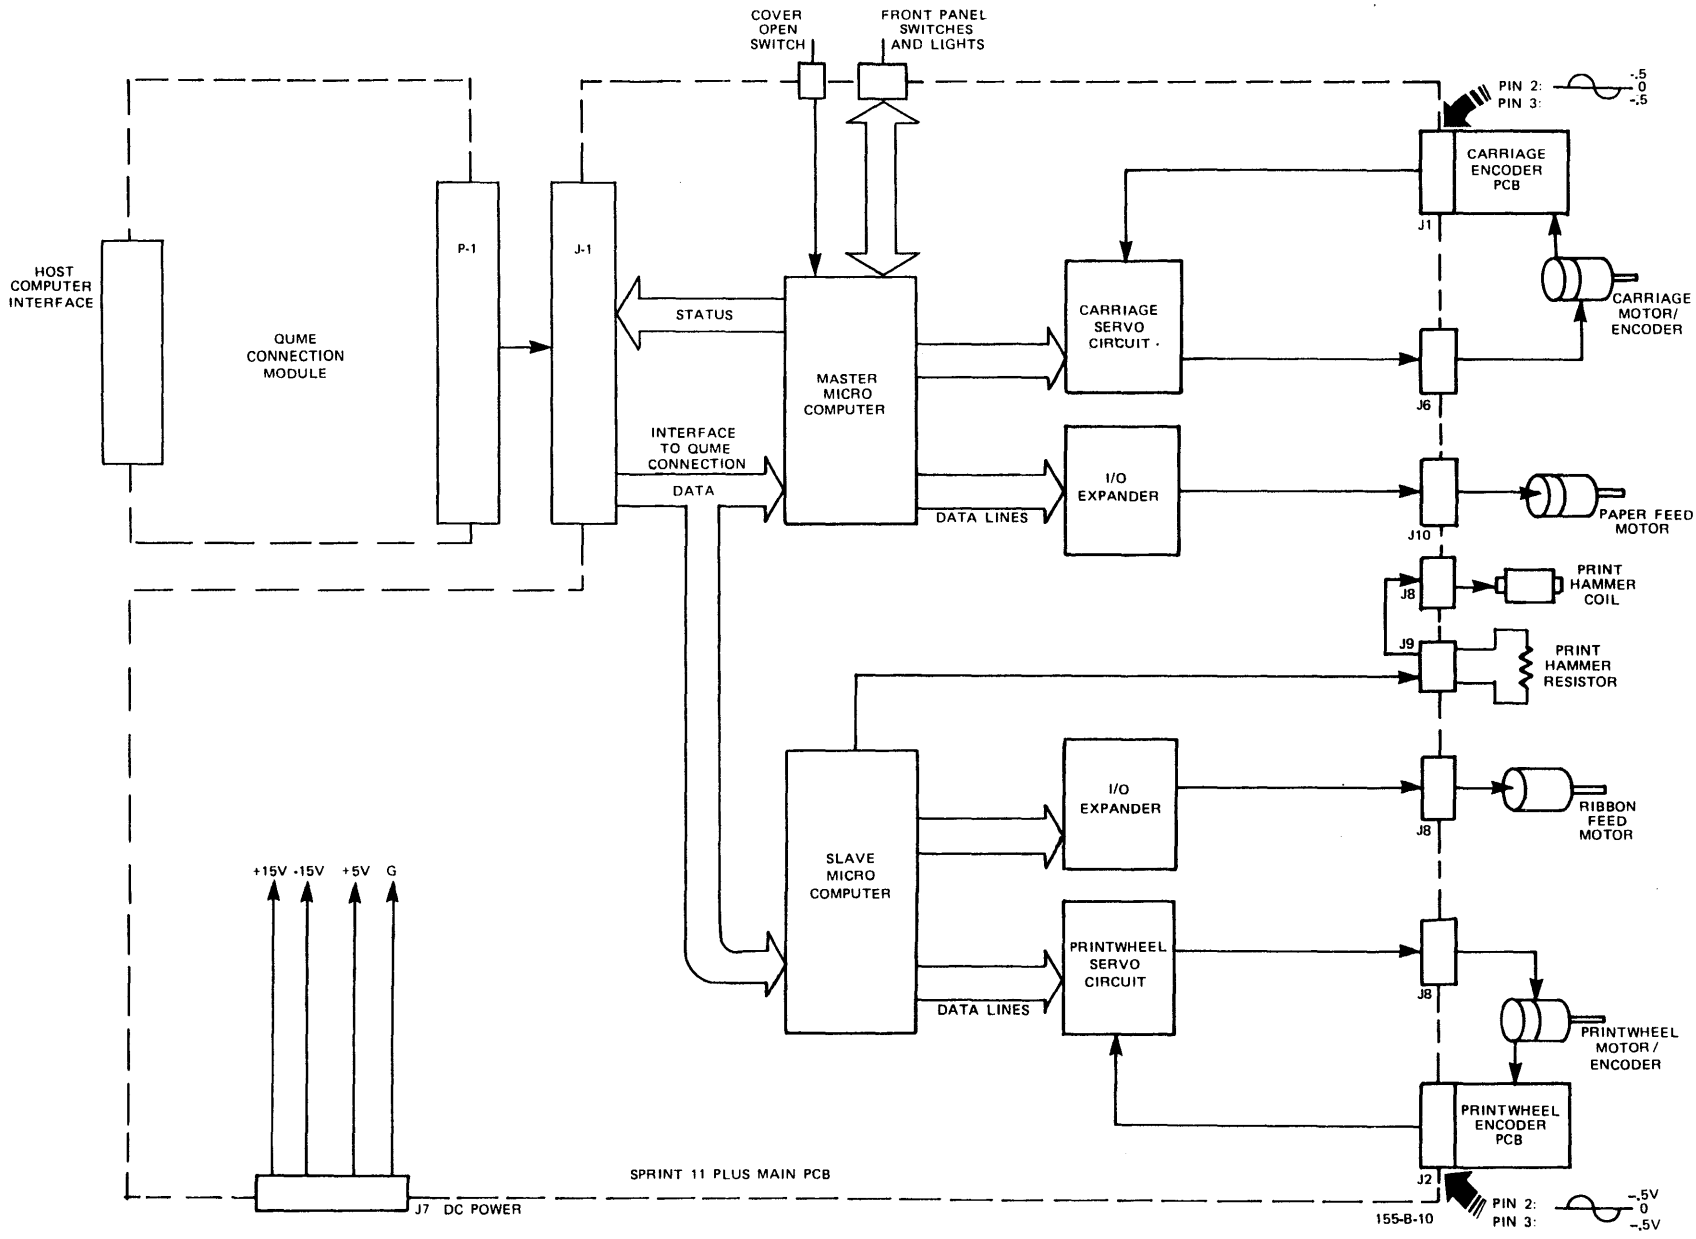 COVER
OPEN
SWITCH
FRONT PANEL
SWITCHES
AND LIGHTS
PIN 2:
PIN 3:
-.5
0
-.5
CARRIAGE
ENCODER
PCB
J1
P-1
J-1
HOST
COMPUTER
INTERFACE
QUME
CONNECTION
MODULE
STATUS
MASTER
MICRO
COMPUTER
CARRIAGE
SERVO
CIRCUIT
CARRIAGE
MOTOR/
ENCODER
J6
INTERFACE
TO QUME
CONNECTION
DATA
DATA LINES
I/O
EXPANDER
J10
PAPER FEED
MOTOR
J8
PRINT
HAMMER
COIL
J9
PRINT
HAMMER
RESISTOR
SLAVE
MICRO
COMPUTER
I/O
EXPANDER
J8
RIBBON
FEED
MOTOR
+15V -15V +5V G
PRINTWHEEL
SERVO
CIRCUIT
DATA LINES
J8
PRINTWHEEL
MOTOR/
ENCODER
PRINTWHEEL
ENCODER
PCB
J2
SPRINT 11 PLUS MAIN PCB
J7 DC POWER
155-B-10
PIN 2:
PIN 3:
-.5V
0
-.5V